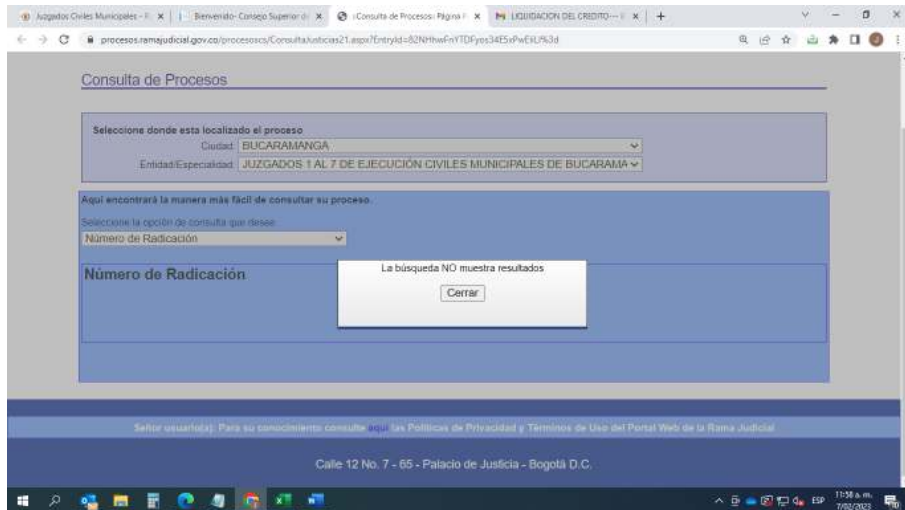 Juzgados Civiles Municipales - R
Bienvenido- Consejo Superior d
:Consulta de Procesos: Página P
LIQUIDACION DEL CREDITO---
procesos.ramajudicial.gov.co/procesoscs/ConsultaJusticias21.aspx?EntryId=
Consulta de Procesos
Seleccione donde esta localizado el proceso
Ciudad: BUCARAMANGA
Entidad/Especialidad: JUZGADOS 1 AL 7 DE EJECUCIÓN CIVILES MUNICIPALES DE BUCARAMA
Aquí encontrará la manera más fácil de consultar su proceso.
Seleccione la opción de consulta que desee:
Número de Radicación
Número de Radicación
La búsqueda NO muestra resultados
Cerrar
Señor usuario(a): Para su conocimiento consulte aquí las Políticas de Privacidad y Términos de Uso del Portal Web de la Rama Judicial
Calle 12 No. 7 - 65 - Palacio de Justicia - Bogotá D.C.
ESP
11:58 a. m.
7/02/2023